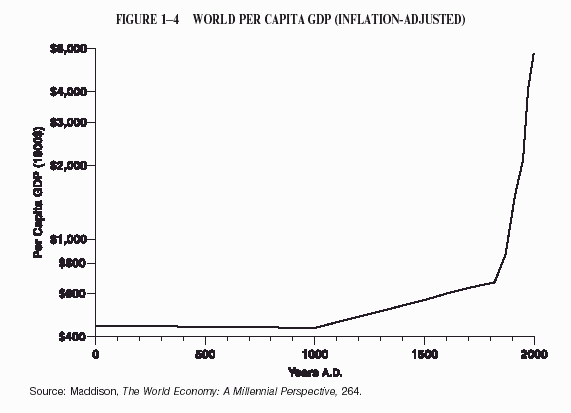 FIGURE 1–4 WORLD PER CAPITA GDP (INFLATION-ADJUSTED)
$6,000
$4,000
$3,000
$2,000
$1,000
$800
$600
$400
Per Capita GDP (1990$)
0 500 1000 1500 2000
Years A.D.
Source: Maddison, The World Economy: A Millennial Perspective, 264.